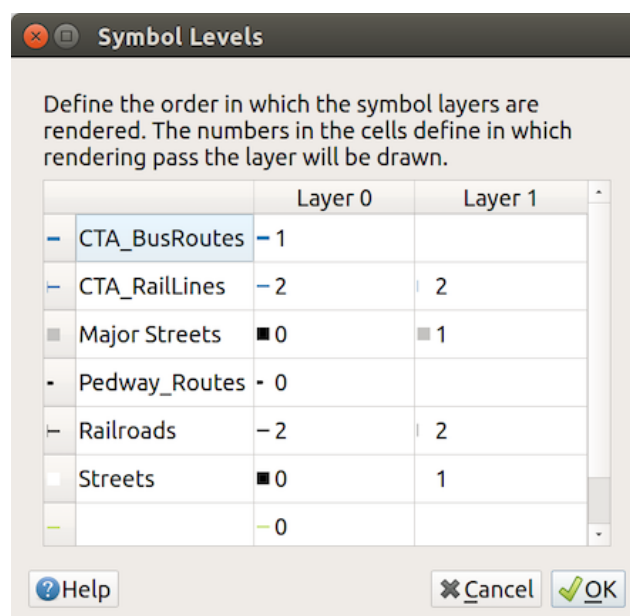 Symbol Levels
Define the order in which the symbol layers are
rendered. The numbers in the cells define in which
rendering pass the layer will be drawn.
Layer 0 Layer 1
CTA_BusRoutes 1
CTA_RailLines 2 2
Major Streets 0 1
Pedway_Routes 0
Railroads 2 2
Streets 0 1
0
Help Cancel OK